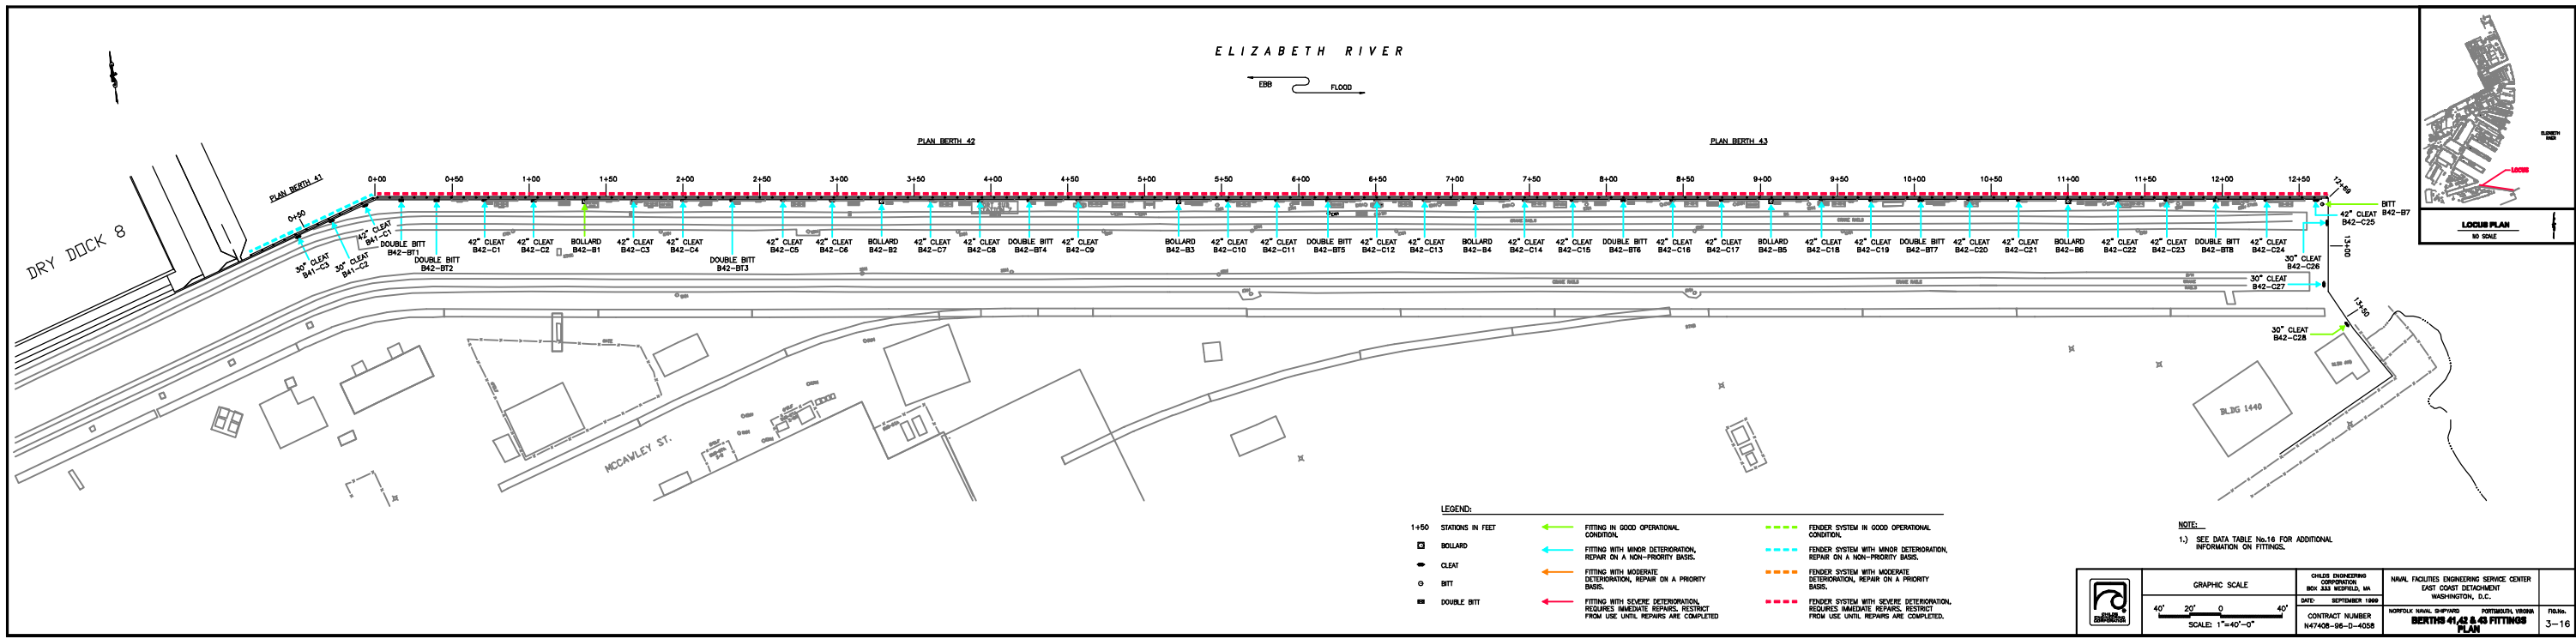 ELIZABETH RIVER
EBB
FLOOD
PLAN BERTH 42
PLAN BERTH 43
PLAN BERTH 41
DRY DOCK 8
0+50
0+00
0+50
1+00
1+50
2+00
2+50
3+00
3+50
4+00
4+50
5+00
5+50
6+00
6+50
7+00
7+50
8+00
8+50
9+00
9+50
10+00
10+50
11+00
11+50
12+00
12+50
12+69
13+00
13+50
30" CLEAT
B41-C3
30" CLEAT
B41-C2
42" CLEAT
B41-C1
DOUBLE BITT
B42-BT1
DOUBLE BITT
B42-BT2
42" CLEAT
B42-C1
42" CLEAT
B42-C2
BOLLARD
B42-B1
42" CLEAT
B42-C3
42" CLEAT
B42-C4
DOUBLE BITT
B42-BT3
42" CLEAT
B42-C5
42" CLEAT
B42-C6
BOLLARD
B42-B2
42" CLEAT
B42-C7
42" CLEAT
B42-C8
DOUBLE BITT
B42-BT4
42" CLEAT
B42-C9
BOLLARD
B42-B3
42" CLEAT
B42-C10
42" CLEAT
B42-C11
DOUBLE BITT
B42-BT5
42" CLEAT
B42-C12
42" CLEAT
B42-C13
BOLLARD
B42-B4
42" CLEAT
B42-C14
42" CLEAT
B42-C15
DOUBLE BITT
B42-BT6
42" CLEAT
B42-C16
42" CLEAT
B42-C17
BOLLARD
B42-B5
42" CLEAT
B42-C18
42" CLEAT
B42-C19
DOUBLE BITT
B42-BT7
42" CLEAT
B42-C20
42" CLEAT
B42-C21
BOLLARD
B42-B6
42" CLEAT
B42-C22
42" CLEAT
B42-C23
DOUBLE BITT
B42-BT8
42" CLEAT
B42-C24
BITT
B42-B7
42" CLEAT
B42-C25
30" CLEAT
B42-C26
30" CLEAT
B42-C27
30" CLEAT
B42-C28
MCCAWLEY ST.
BLDG 1440
ELIZABETH
RIVER
LOCUS
LOCUS PLAN
NO SCALE
LEGEND:
1+50 STATIONS IN FEET
BOLLARD
CLEAT
BITT
DOUBLE BITT
FITTING IN GOOD OPERATIONAL
CONDITION.
FITTING WITH MINOR DETERIORATION,
REPAIR ON A NON-PRIORITY BASIS.
FITTING WITH MODERATE
DETERIORATION, REPAIR ON A PRIORITY
BASIS.
FITTING WITH SEVERE DETERIORATION,
REQUIRES IMMEDIATE REPAIRS. RESTRICT
FROM USE UNTIL REPAIRS ARE COMPLETED
FENDER SYSTEM IN GOOD OPERATIONAL
CONDITION.
FENDER SYSTEM WITH MINOR DETERIORATION,
REPAIR ON A NON-PRIORITY BASIS.
FENDER SYSTEM WITH MODERATE
DETERIORATION, REPAIR ON A PRIORITY
BASIS.
FENDER SYSTEM WITH SEVERE DETERIORATION,
REQUIRES IMMEDIATE REPAIRS. RESTRICT
FROM USE UNTIL REPAIRS ARE COMPLETED.
NOTE:
1.) SEE DATA TABLE No.16 FOR ADDITIONAL
INFORMATION ON FITTINGS.
CHILDS
ENGINEERING
CORPORATION
GRAPHIC SCALE
40' 20' 0 40'
SCALE: 1"=40'-0"
CHILDS ENGINEERING
CORPORATION
BOX 333 MEDFIELD, MA
DATE: SEPTEMBER 1999
CONTRACT NUMBER
N47408-96-D-4058
NAVAL FACILITIES ENGINEERING SERVICE CENTER
EAST COAST DETACHMENT
WASHINGTON, D.C.
NORFOLK NAVAL SHIPYARD PORTSMOUTH, VIRGINIA
BERTHS 41,42 & 43 FITTINGS
PLAN
FIG.No.
3-16